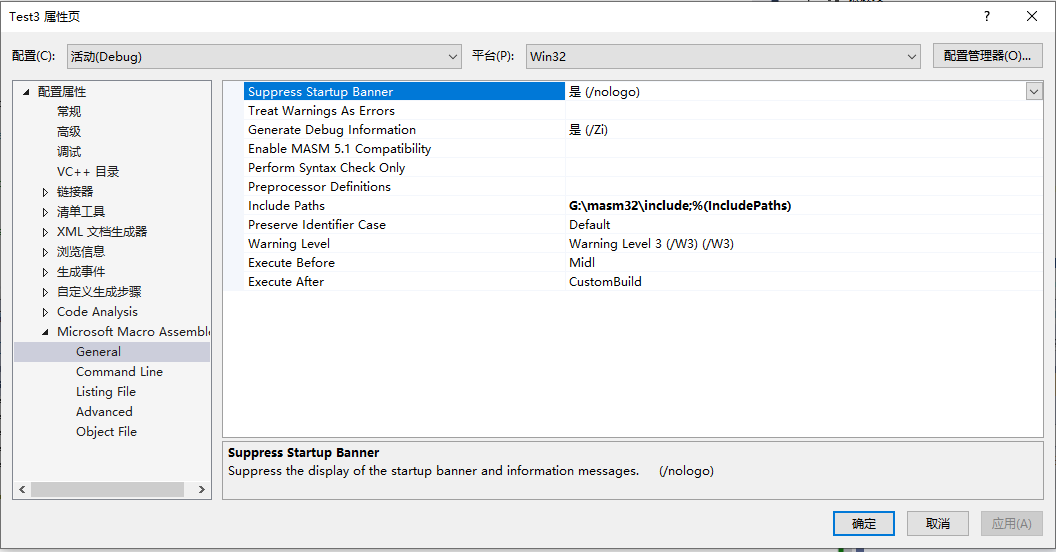 Test3 属性页
配置(C): 活动(Debug) 平台(P): Win32 配置管理器(O)...
配置属性
常规
高级
调试
VC++ 目录
链接器
清单工具
XML 文档生成器
浏览信息
生成事件
自定义生成步骤
Code Analysis
Microsoft Macro Assemble
General
Command Line
Listing File
Advanced
Object File
Suppress Startup Banner 是 (/nologo)
Treat Warnings As Errors
Generate Debug Information 是 (/Zi)
Enable MASM 5.1 Compatibility
Perform Syntax Check Only
Preprocessor Definitions
Include Paths G:\masm32\include;%(IncludePaths)
Preserve Identifier Case Default
Warning Level Warning Level 3 (/W3) (/W3)
Execute Before Midl
Execute After CustomBuild
Suppress Startup Banner
Suppress the display of the startup banner and information messages. (/nologo)
确定 取消 应用(A)